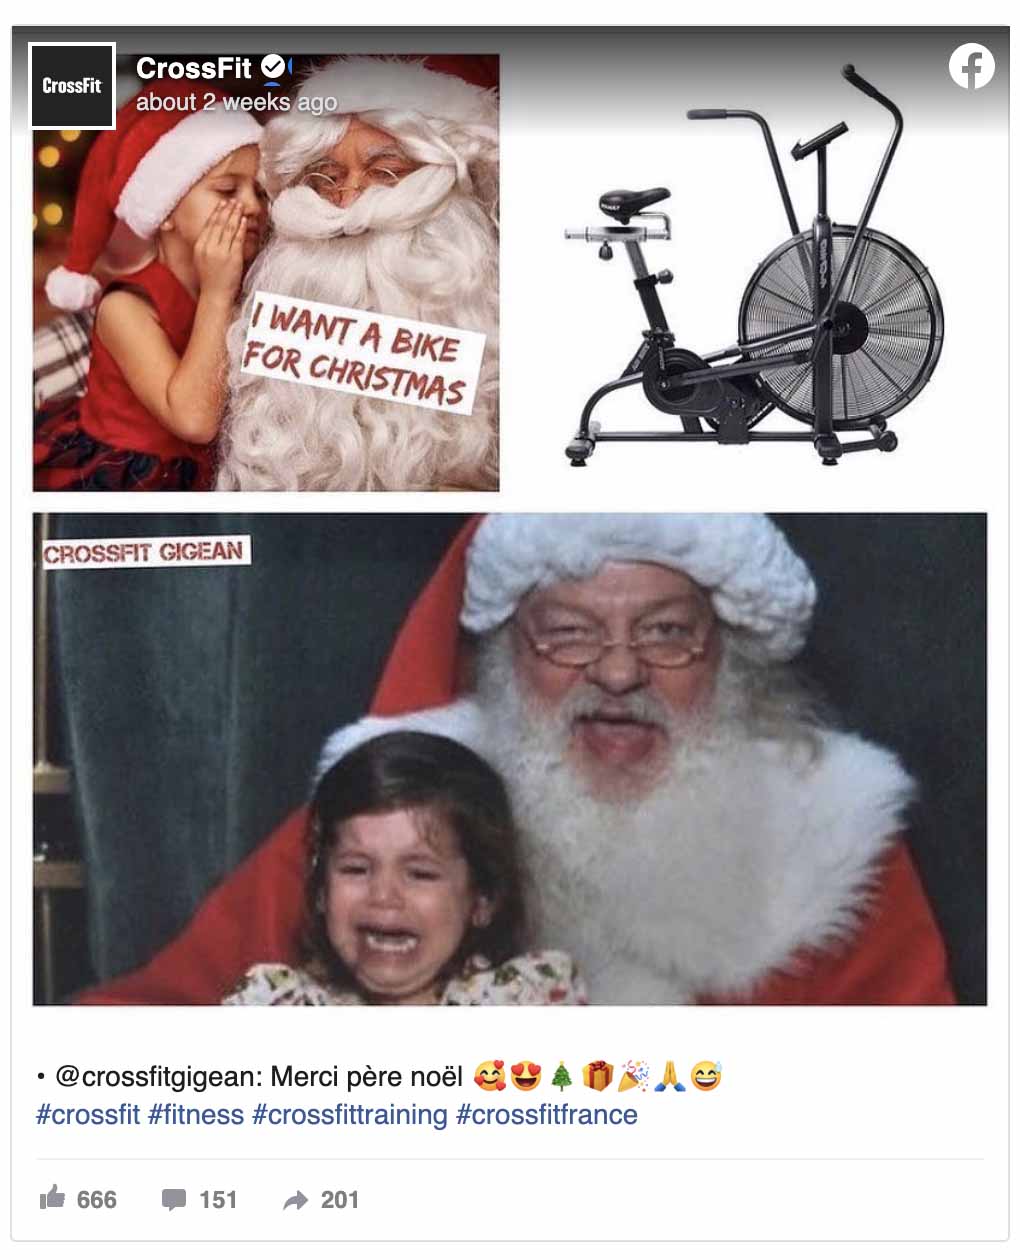 CrossFit
CrossFit
about 2 weeks ago
I WANT A BIKE
FOR CHRISTMAS
CROSSFIT GIGEAN
• @crossfitgigean: Merci père noël 🥰😍🎄🎁🎉🙏😅
#crossfit #fitness #crossfittraining #crossfitfrance
666
151
201